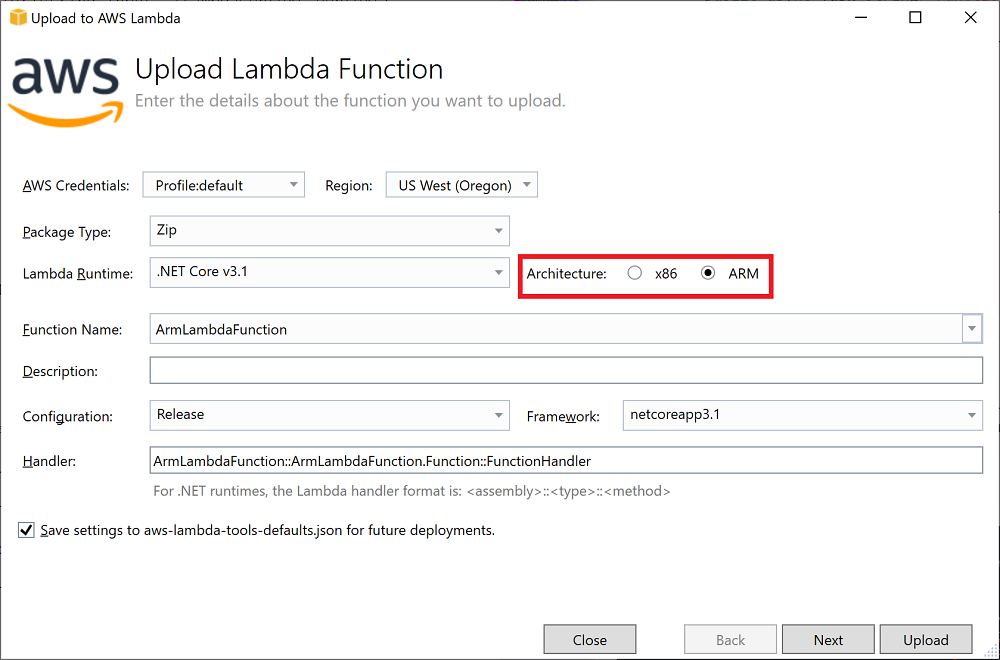 Upload to AWS Lambda
aws
Upload Lambda Function
Enter the details about the function you want to upload.
AWS Credentials: Profile:default Region: US West (Oregon)
Package Type: Zip
Lambda Runtime: .NET Core v3.1 Architecture: x86 ARM
Function Name: ArmLambdaFunction
Description:
Configuration: Release Framework: netcoreapp3.1
Handler: ArmLambdaFunction::ArmLambdaFunction.Function::FunctionHandler
For .NET runtimes, the Lambda handler format is: <assembly>::<type>::<method>
Save settings to aws-lambda-tools-defaults.json for future deployments.
Close Back Next Upload